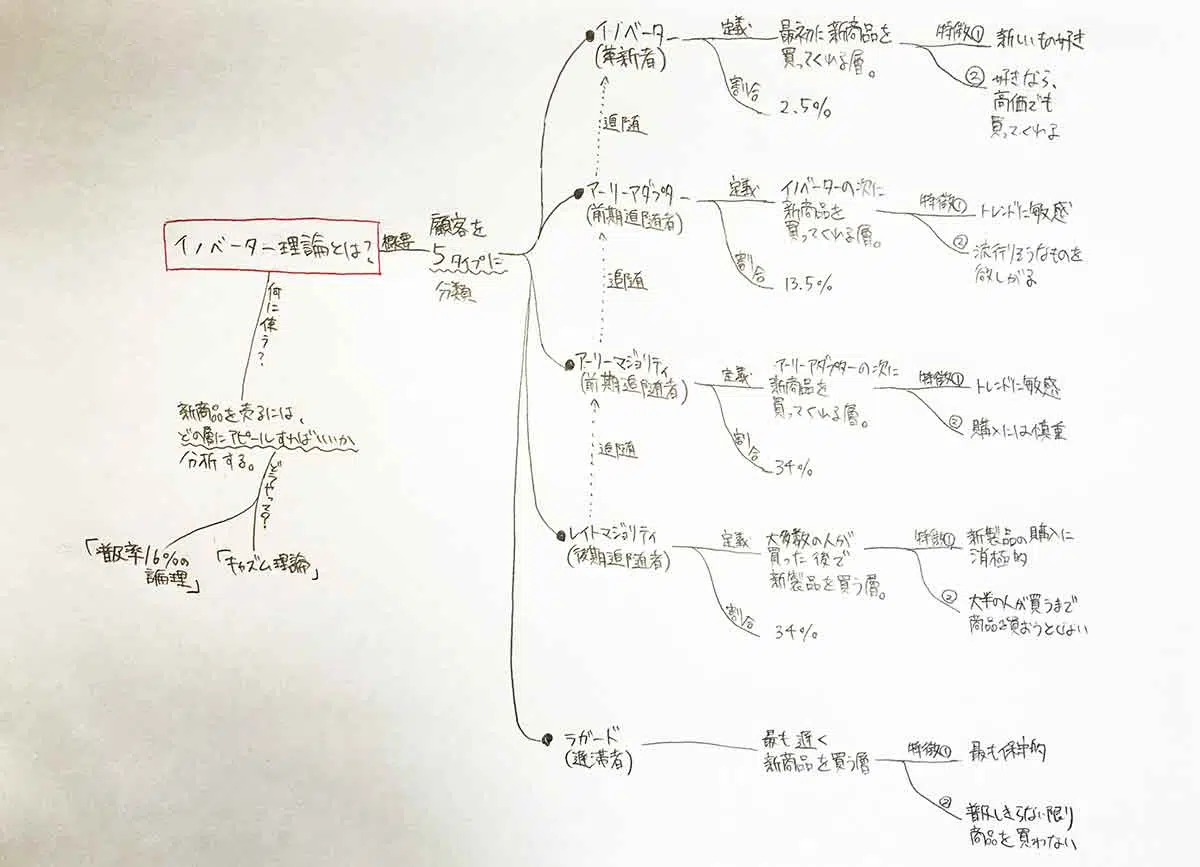 イノベーター理論とは?
概要
顧客を
5タイプに
分類
何に使う?
新商品を売るには、
どの層にアピールすればいいか
分析する。
どうやって?
「普及率16%の
論理」
「キャズム理論」
イノベータ
(革新者)
定義
最初に新商品を
買ってくれる層。
特徴①
新しいもの好き
②
好きなら、
高価でも
買ってくれる
割合
2.5%
追随
アーリーアダプタ
(前期追随者)
定義
イノベーターの次に
新商品を
買ってくれる層。
特徴①
トレンドに敏感
②
流行りそうなものを
欲しがる
割合
13.5%
追随
アーリーマジョリティ
(前期追随者)
定義
アーリーアダプターの次に
新商品を
買ってくれる層。
特徴①
トレンドに敏感
②
購入には慎重
割合
34%
追随
レイトマジョリティ
(後期追随者)
定義
大多数の人が
買った後で
新製品を買う層。
特徴①
新製品の購入に
消極的
②
大半の人が買うまで
商品を買おうとしない
割合
34%
ラガード
(遅滞者)
最も遅く
新商品を買う層
特徴①
最も保守的
②
普及しきらない限り
商品を買わない